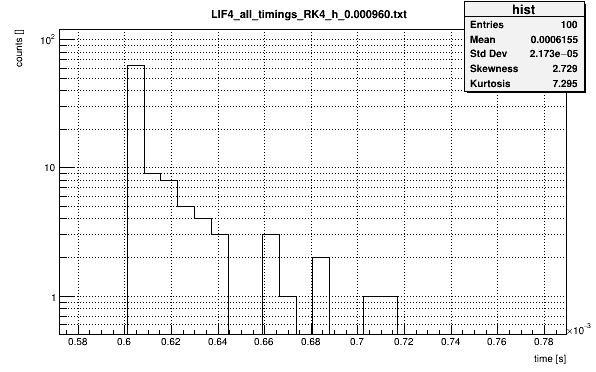 LIF4_all_timings_RK4_h_0.000960.txt
hist
Entries 100
Mean 0.0006155
Std Dev 2.173e−05
Skewness 2.729
Kurtosis 7.295
counts []
10²
10
1
0.58 0.6 0.62 0.64 0.66 0.68 0.7 0.72 0.74 0.76 0.78
×10⁻³
time [s]